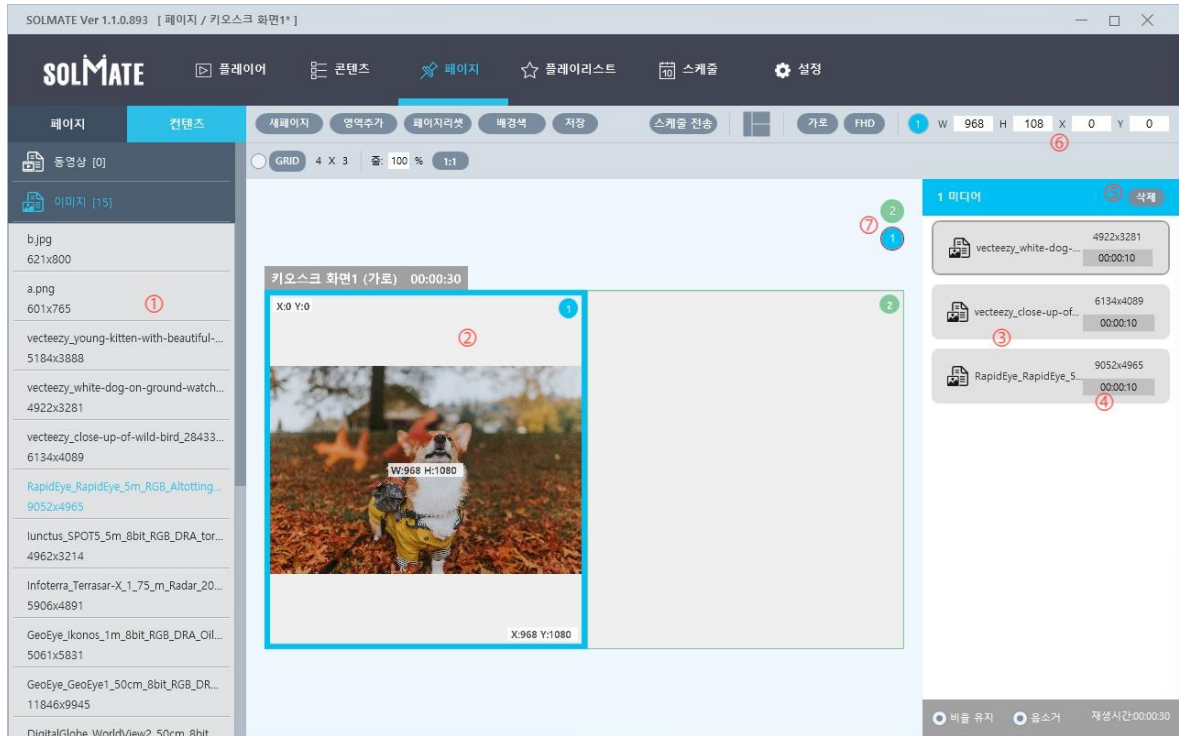 SOLMATE Ver 1.1.0.893 [ 페이지 / 키오스크 화면1* ]
SOLMATE 플레이어 콘텐츠 페이지 플레이리스트 10 스케줄 설정
페이지 컨텐츠 새페이지 영역추가 페이지리셋 배경색 저장 스케줄 전송 가로 FHD 1 W 968 H 108 X 0 Y 0
⑥
동영상 [0] GRID 4 X 3 줌: 100 % 1:1
이미지 [15]
1 미디어 ⑤ 삭제
b.jpg
621x800
a.png
601x765
①
vecteezy_young-kitten-with-beautiful-...
5184x3888
vecteezy_white-dog-on-ground-watch...
4922x3281
vecteezy_close-up-of-wild-bird_28433...
6134x4089
RapidEye_RapidEye_5m_RGB_Altotting...
9052x4965
Iunctus_SPOT5_5m_8bit_RGB_DRA_tor...
4962x3214
Infoterra_Terrasar-X_1_75_m_Radar_20...
5906x4891
GeoEye_Ikonos_1m_8bit_RGB_DRA_Oil...
5061x5831
GeoEye_GeoEye1_50cm_8bit_RGB_DR...
11846x9945
DigitalGlobe_WorldView2_50cm_8bit
2
⑦ 1
키오스크 화면1 (가로) 00:00:30
X:0 Y:0 1 2
②
W:968 H:1080
X:968 Y:1080
vecteezy_white-dog-... 4922x3281
00:00:10
vecteezy_close-up-of... 6134x4089
00:00:10
③
RapidEye_RapidEye_5... 9052x4965
00:00:10
④
비율 유지 음소거 재생시간:00:00:30